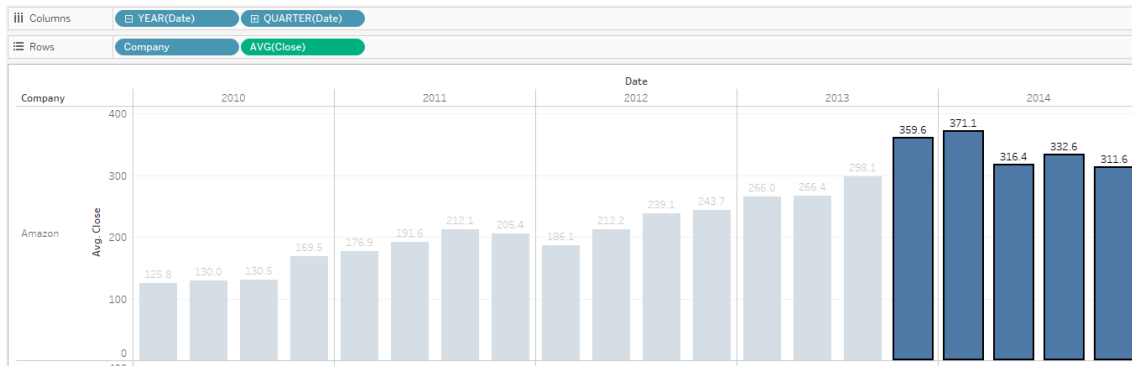 Columns YEAR(Date) QUARTER(Date)
Rows Company AVG(Close)
Date
Company 2010 2011 2012 2013 2014
400
359.6 371.1
316.4 332.6 311.6
300
298.1
266.0 266.4
239.1 243.7
212.1 205.4 212.2
Amazon Avg. Close 200
176.9 191.6 186.1
169.5
125.8 130.0 130.5
100
0